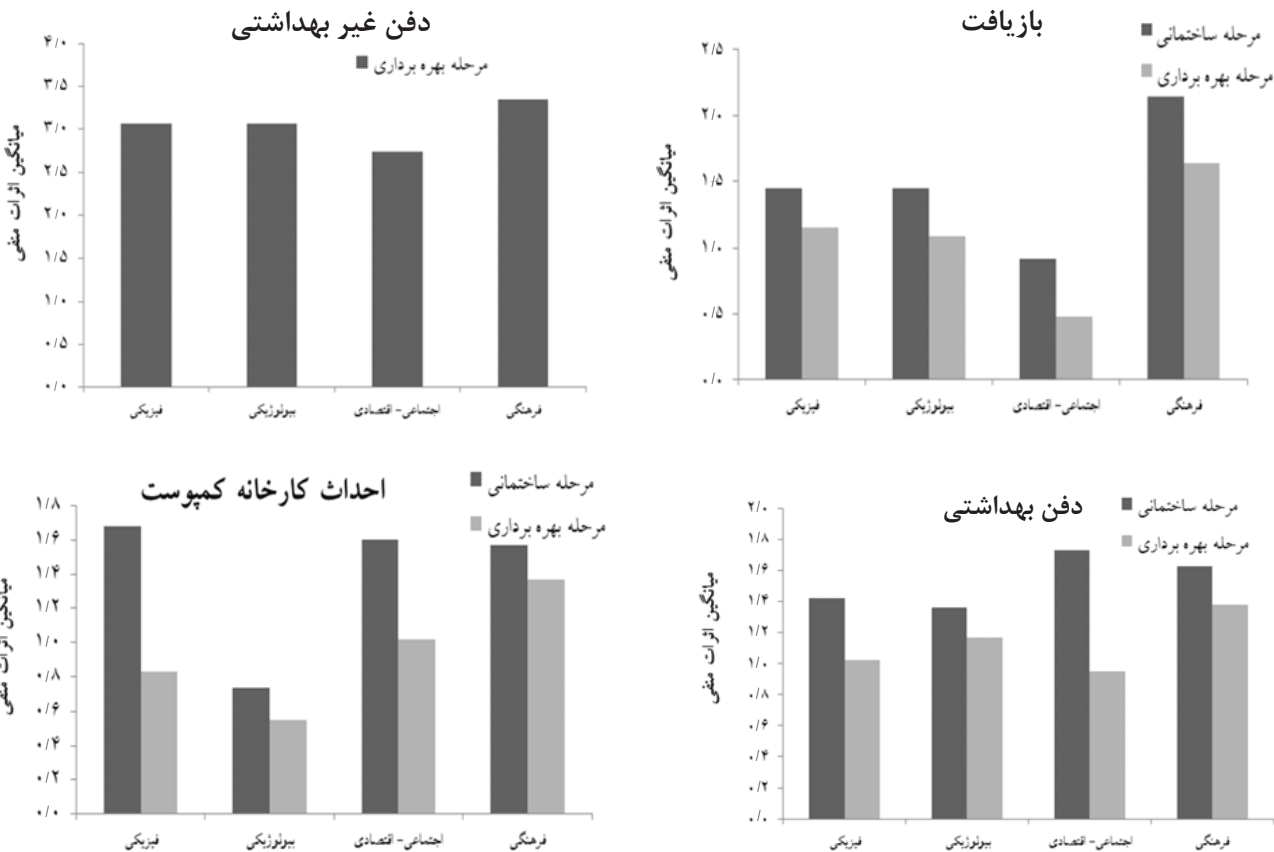 دفن غیر بهداشتی
مرحله بهره برداری
میانگین اثرات منفی
۴/۰
۳/۵
۳/۰
۲/۵
۲/۰
۱/۵
۱/۰
۰/۵
۰/۰
فیزیکی
بیولوژیکی
اجتماعی- اقتصادی
فرهنگی
بازیافت
مرحله ساختمانی
مرحله بهره برداری
میانگین اثرات منفی
۲/۵
۲/۰
۱/۵
۱/۰
۰/۵
۰/۰
فیزیکی
بیولوژیکی
اجتماعی- اقتصادی
فرهنگی
احداث کارخانه کمپوست
مرحله ساختمانی
مرحله بهره برداری
میانگین اثرات منفی
۱/۸
۱/۶
۱/۴
۱/۲
۱/۰
۰/۸
۰/۶
۰/۴
۰/۲
۰/۰
فیزیکی
بیولوژیکی
اجتماعی- اقتصادی
فرهنگی
دفن بهداشتی
مرحله ساختمانی
مرحله بهره برداری
میانگین اثرات منفی
۲/۰
۱/۸
۱/۶
۱/۴
۱/۲
۱/۰
۰/۸
۰/۶
۰/۴
۰/۲
۰/۰
فیزیکی
بیولوژیکی
اجتماعی- اقتصادی
فرهنگی